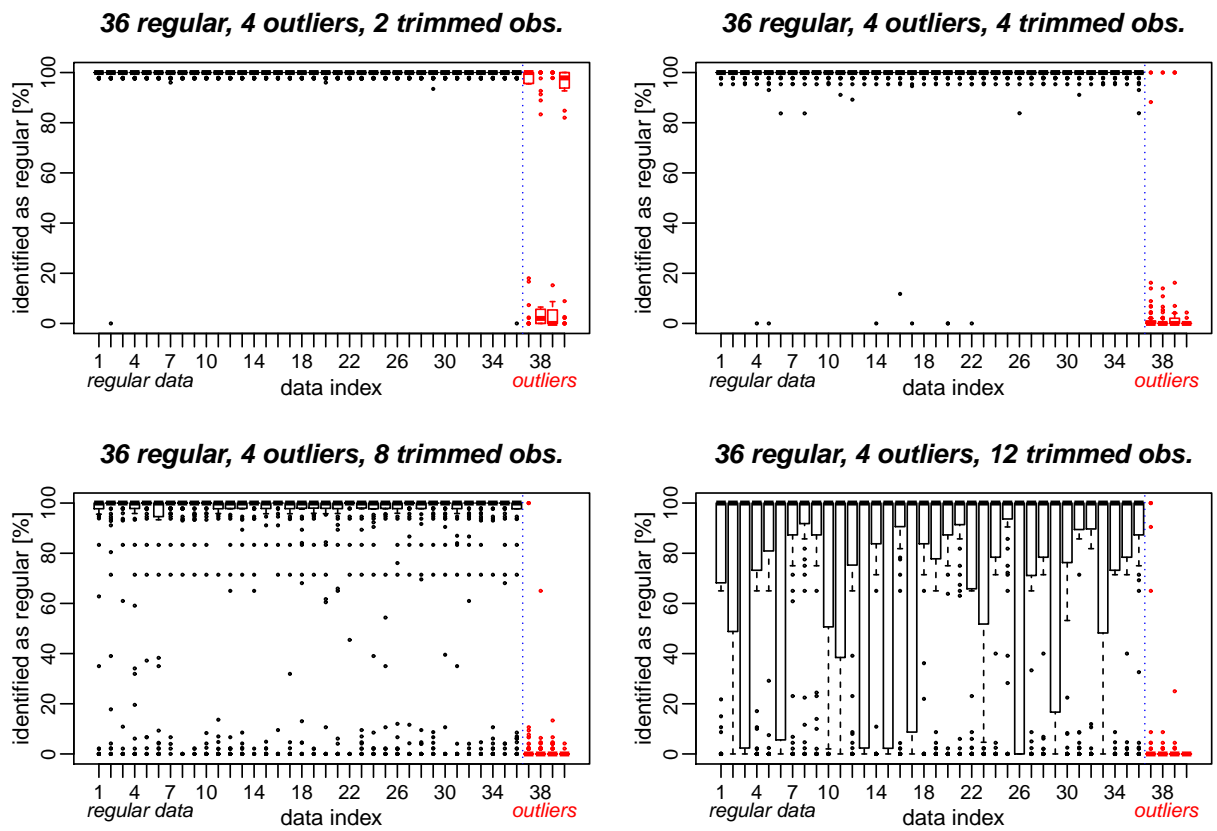 36 regular, 4 outliers, 2 trimmed obs.
identified as regular [%]
0 20 40 60 80 100
1 4 7 10 14 18 22 26 30 34 38
regular data
data index
outliers
36 regular, 4 outliers, 4 trimmed obs.
identified as regular [%]
0 20 40 60 80 100
1 4 7 10 14 18 22 26 30 34 38
regular data
data index
outliers
36 regular, 4 outliers, 8 trimmed obs.
identified as regular [%]
0 20 40 60 80 100
1 4 7 10 14 18 22 26 30 34 38
regular data
data index
outliers
36 regular, 4 outliers, 12 trimmed obs.
identified as regular [%]
0 20 40 60 80 100
1 4 7 10 14 18 22 26 30 34 38
regular data
data index
outliers